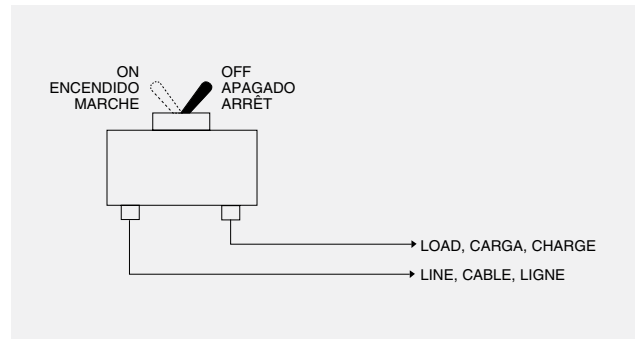 ON
ENCENDIDO
MARCHE
OFF
APAGADO
ARRÊT
LOAD, CARGA, CHARGE
LINE, CABLE, LIGNE